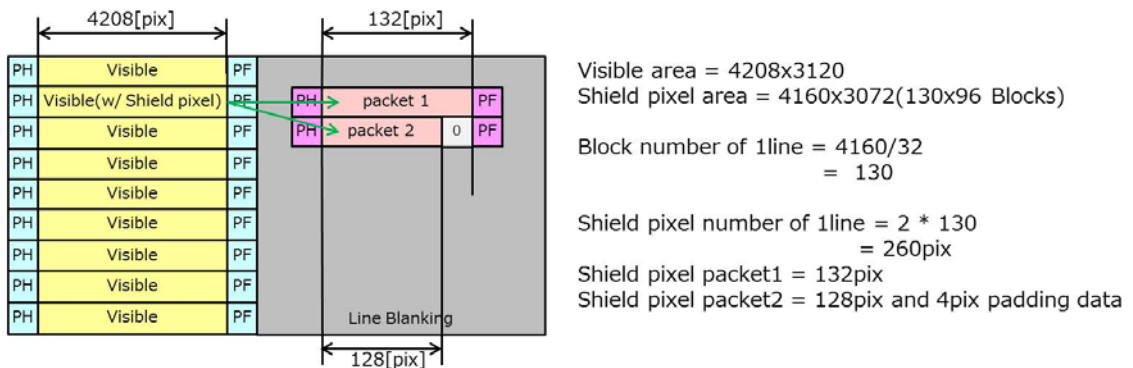 4208[pix]
132[pix]
PH Visible PF
PH Visible(w/ Shield pixel) PF PH packet 1 PF
PH Visible PF PH packet 2 0 PF
PH Visible PF
PH Visible PF
PH Visible PF
PH Visible PF
PH Visible PF
PH Visible PF Line Blanking
128[pix]
Visible area = 4208x3120
Shield pixel area = 4160x3072(130x96 Blocks)
Block number of 1line = 4160/32
= 130
Shield pixel number of 1line = 2 * 130
= 260pix
Shield pixel packet1 = 132pix
Shield pixel packet2 = 128pix and 4pix padding data